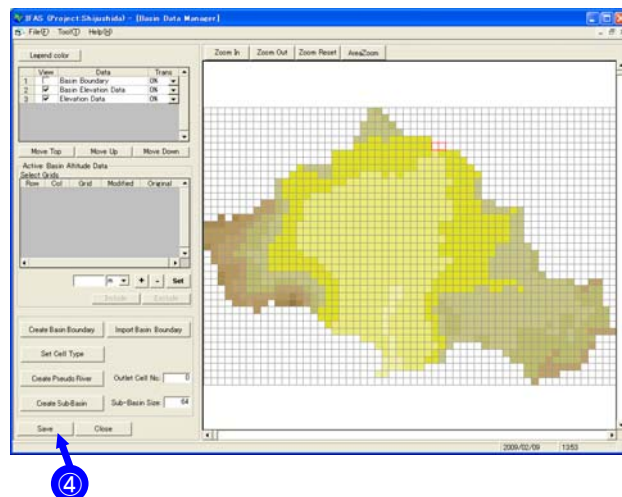 IFAS (Project:Shijushida) - [Basin Data Manager]
File(F) Tool(T) Help(H)
Legend color
Zoom In Zoom Out Zoom Reset AreaZoom
View Data Trans
1 Basin Boundary 0%
2 Basin Elevation Data 0%
3 Elevation Data 0%
Move Top Move Up Move Down
Active: Basin Altitude Data
Select Grids
Row Col Grid Modified Original
m + - Set
Include Exclude
Create Basin Boundary Import Basin Boundary
Set Cell Type
Create Pseudo River Outlet Cell No: 0
Create Sub-Basin Sub-Basin Size: 64
Save Close
2009/02/09 13:53
④